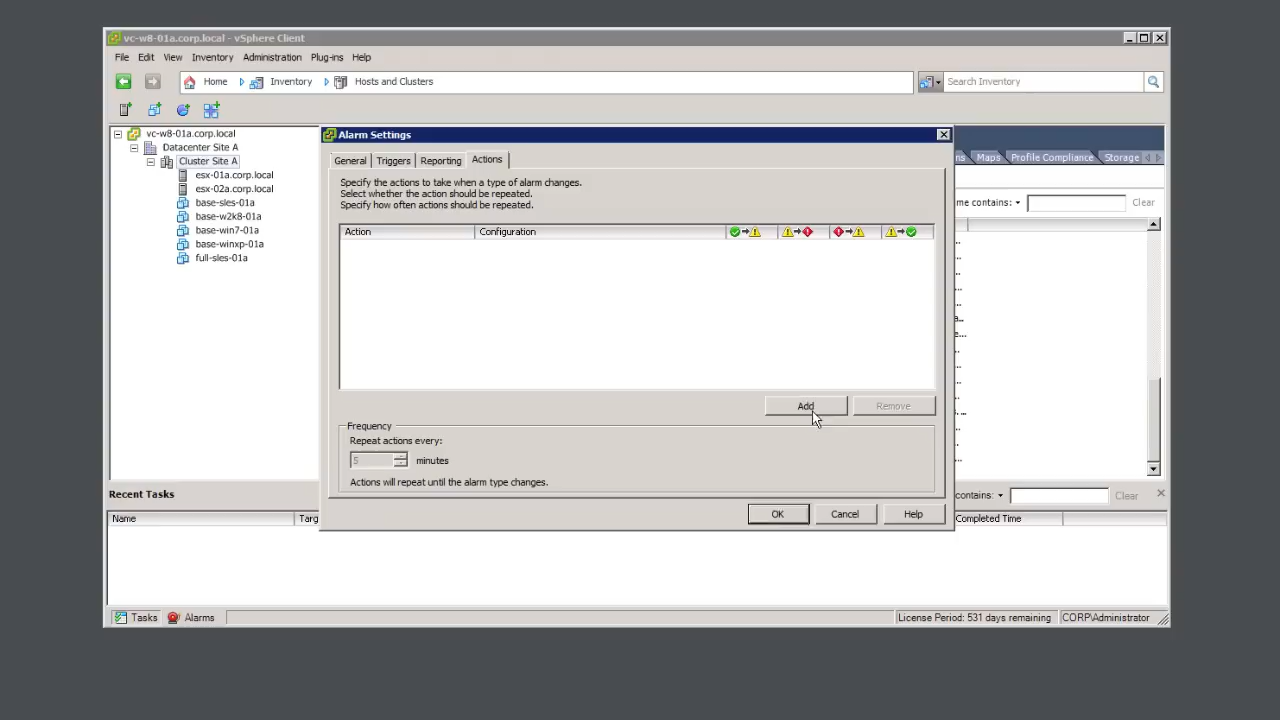 vc-w8-01a.corp.local - vSphere Client
File Edit View Inventory Administration Plug-ins Help
Home Inventory Hosts and Clusters
Search Inventory
vc-w8-01a.corp.local
Datacenter Site A
Cluster Site A
esx-01a.corp.local
esx-02a.corp.local
base-sles-01a
base-w2k8-01a
base-win7-01a
base-winxp-01a
full-sles-01a
Alarm Settings
General Triggers Reporting Actions
Specify the actions to take when a type of alarm changes.
Select whether the action should be repeated.
Specify how often actions should be repeated.
Action Configuration
Add Remove
Frequency
Repeat actions every:
5 minutes
Actions will repeat until the alarm type changes.
OK Cancel Help
ns Maps Profile Compliance Storage
me contains: Clear
Recent Tasks
contains: Clear
Name Targ Completed Time
Tasks Alarms License Period: 531 days remaining CORP\Administrator